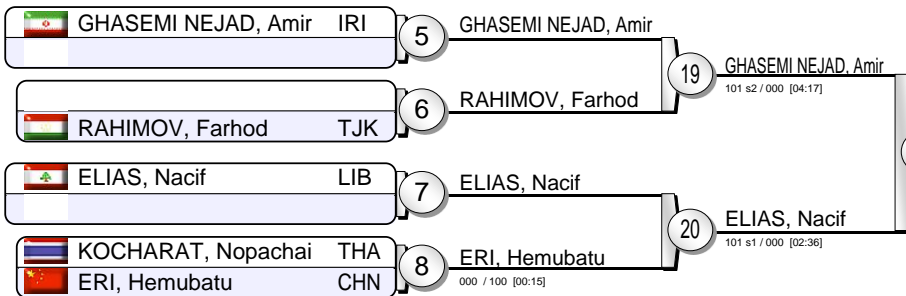 GHASEMI NEJAD, Amir IRI
5
GHASEMI NEJAD, Amir
19
GHASEMI NEJAD, Amir
101 s2 / 000 [04:17]
6
RAHIMOV, Farhod
RAHIMOV, Farhod TJK
ELIAS, Nacif LIB
7
ELIAS, Nacif
20
ELIAS, Nacif
101 s1 / 000 [02:36]
KOCHARAT, Nopachai THA
8
ERI, Hemubatu
ERI, Hemubatu CHN
000 / 100 [00:15]